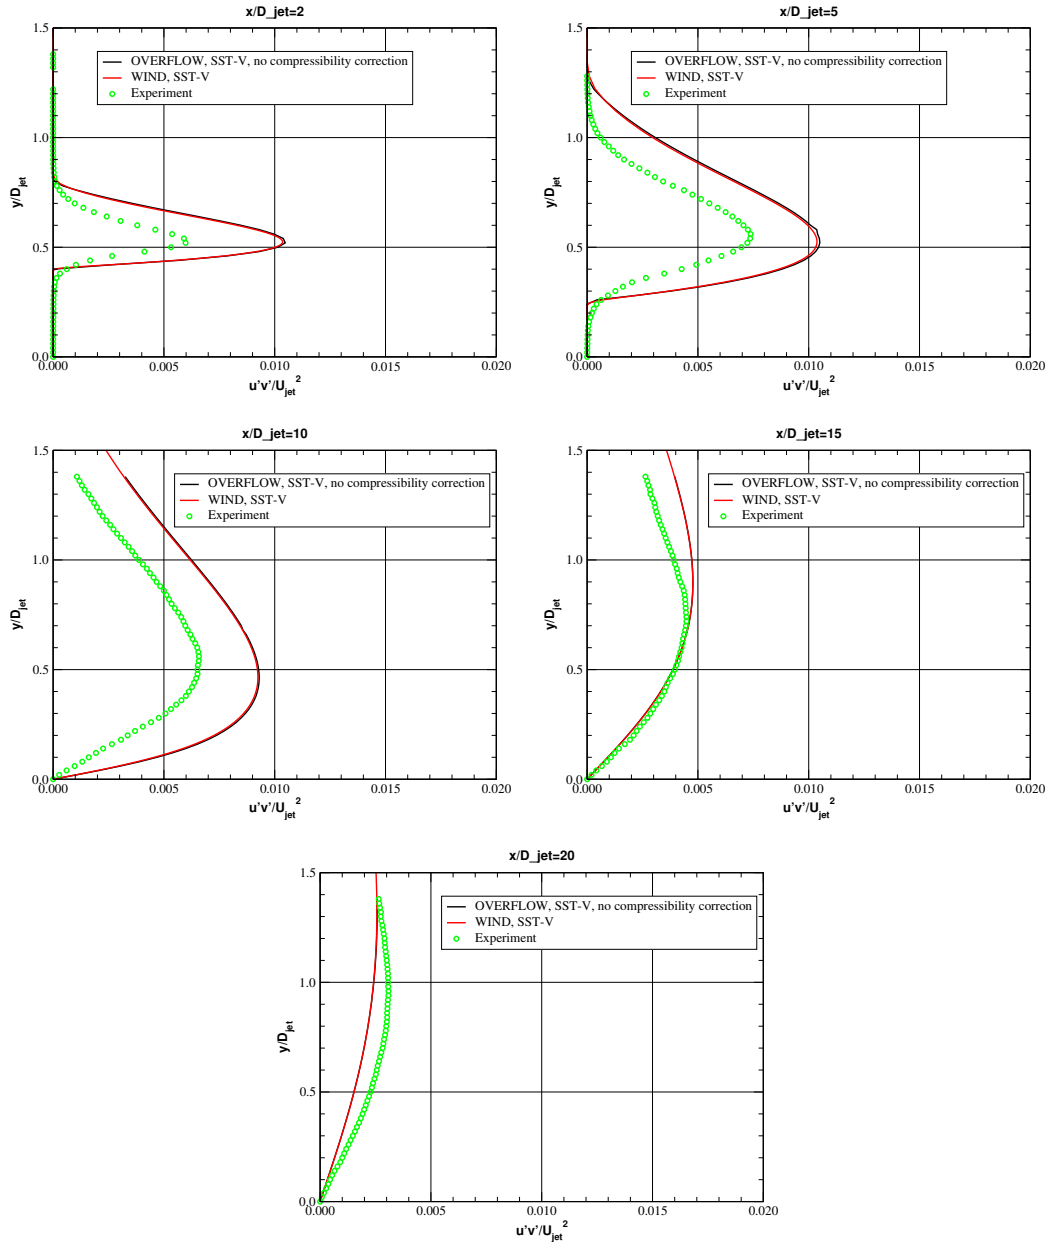 x/D_jet=2
1.5
OVERFLOW, SST-V, no compressibility correction
WIND, SST-V
Experiment
1.0
y/D_jet
0.5
0.0
0.000 0.005 0.010 0.015 0.020
u'v'/U_jet^2
x/D_jet=5
1.5
OVERFLOW, SST-V, no compressibility correction
WIND, SST-V
Experiment
1.0
y/D_jet
0.5
0.0
0.000 0.005 0.010 0.015 0.020
u'v'/U_jet^2
x/D_jet=10
1.5
OVERFLOW, SST-V, no compressibility correction
WIND, SST-V
Experiment
1.0
y/D_jet
0.5
0.0
0.000 0.005 0.010 0.015 0.020
u'v'/U_jet^2
x/D_jet=15
1.5
OVERFLOW, SST-V, no compressibility correction
WIND, SST-V
Experiment
1.0
y/D_jet
0.5
0.0
0.000 0.005 0.010 0.015 0.020
u'v'/U_jet^2
x/D_jet=20
1.5
OVERFLOW, SST-V, no compressibility correction
WIND, SST-V
Experiment
1.0
y/D_jet
0.5
0.0
0.000 0.005 0.010 0.015 0.020
u'v'/U_jet^2